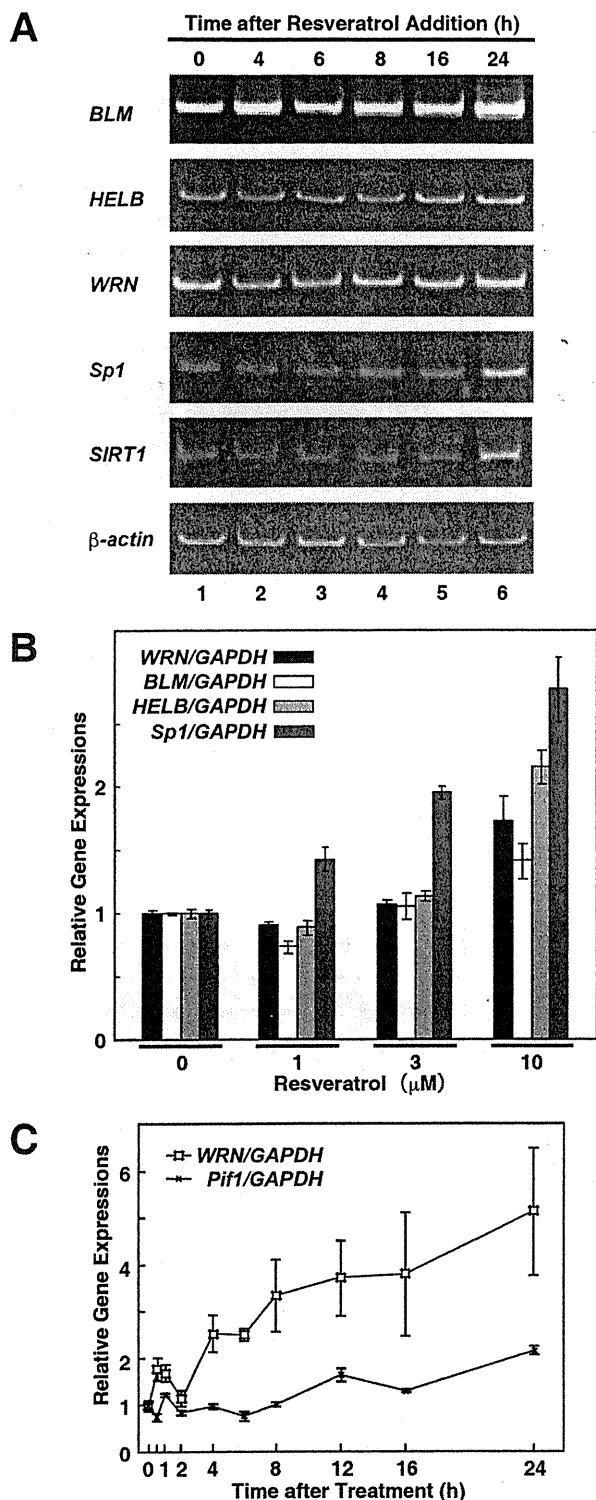 A
Time after Resveratrol Addition (h)
0 4 6 8 16 24
BLM
HELB
WRN
Sp1
SIRT1
β-actin
1 2 3 4 5 6
B
WRN/GAPDH
BLM/GAPDH
HELB/GAPDH
Sp1/GAPDH
Relative Gene Expressions
2
1
0
0 1 3 10
Resveratrol (μM)
C
WRN/GAPDH
Pif1/GAPDH
Relative Gene Expressions
6
4
2
1
0
0 1 2 4 8 12 16 24
Time after Treatment (h)